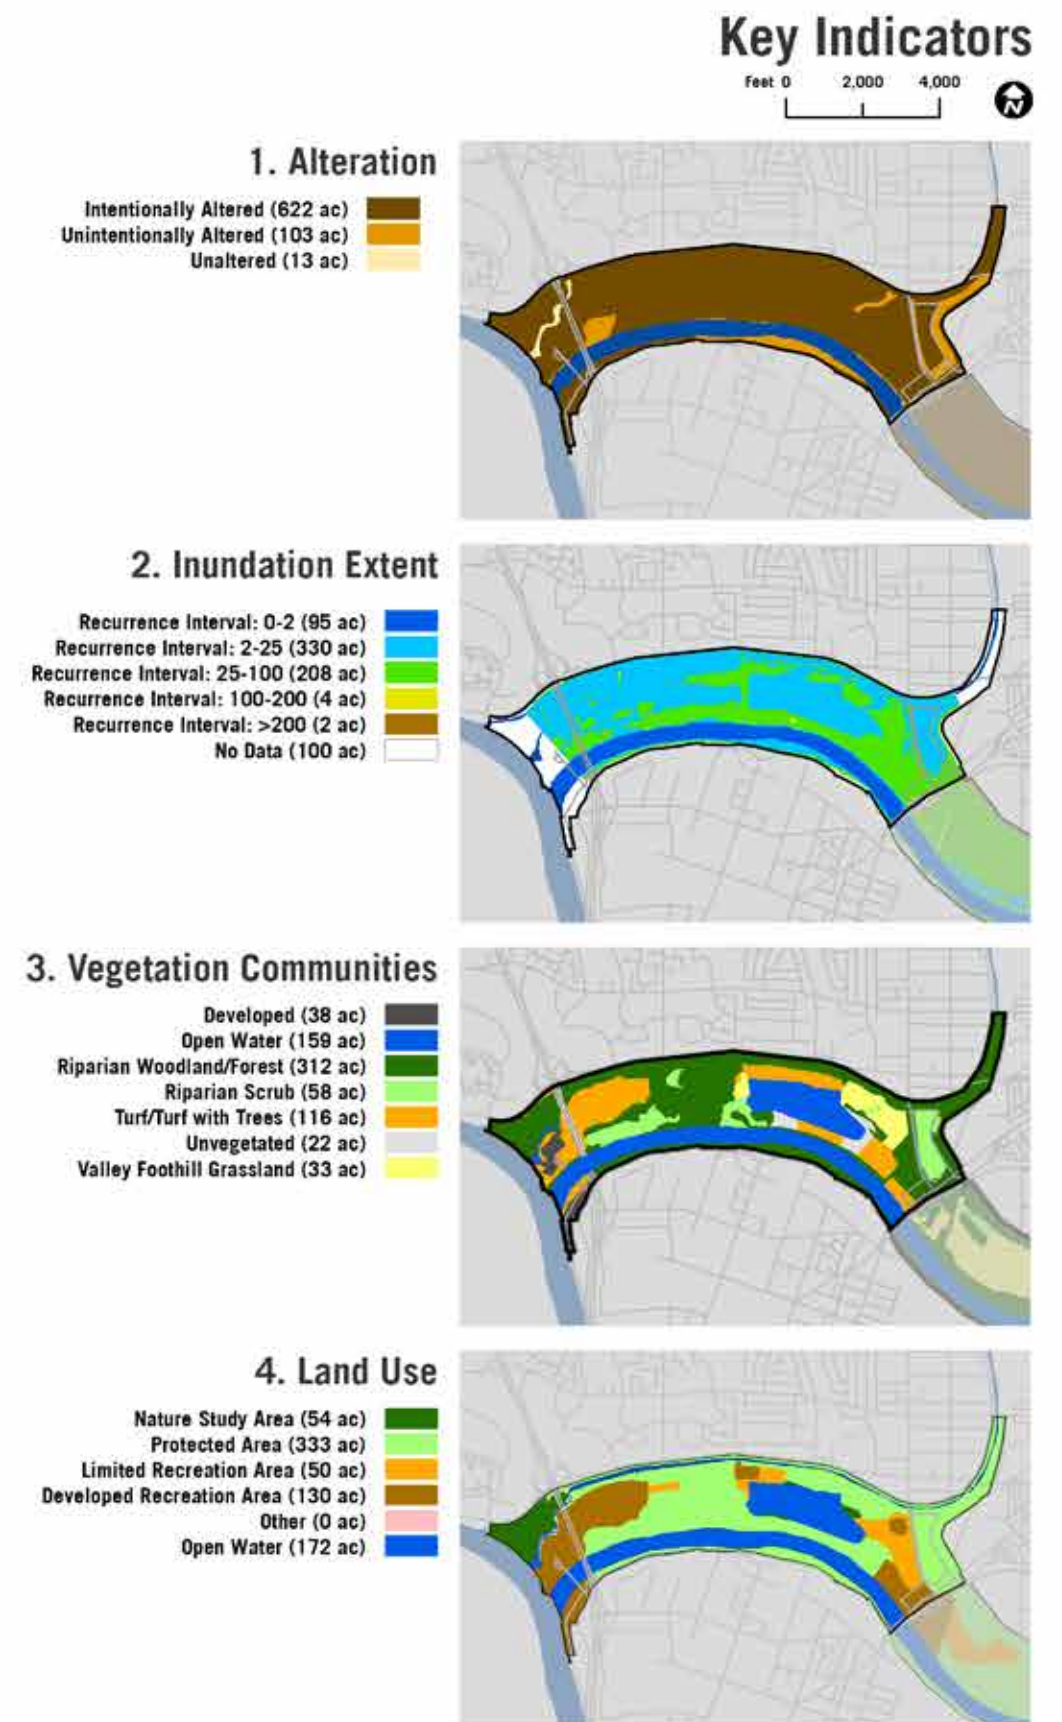 Key Indicators
Feet 0 2,000 4,000
N
1. Alteration
Intentionally Altered (622 ac)
Unintentionally Altered (103 ac)
Unaltered (13 ac)
2. Inundation Extent
Recurrence Interval: 0-2 (95 ac)
Recurrence Interval: 2-25 (330 ac)
Recurrence Interval: 25-100 (208 ac)
Recurrence Interval: 100-200 (4 ac)
Recurrence Interval: >200 (2 ac)
No Data (100 ac)
3. Vegetation Communities
Developed (38 ac)
Open Water (159 ac)
Riparian Woodland/Forest (312 ac)
Riparian Scrub (58 ac)
Turf/Turf with Trees (116 ac)
Unvegetated (22 ac)
Valley Foothill Grassland (33 ac)
4. Land Use
Nature Study Area (54 ac)
Protected Area (333 ac)
Limited Recreation Area (50 ac)
Developed Recreation Area (130 ac)
Other (0 ac)
Open Water (172 ac)